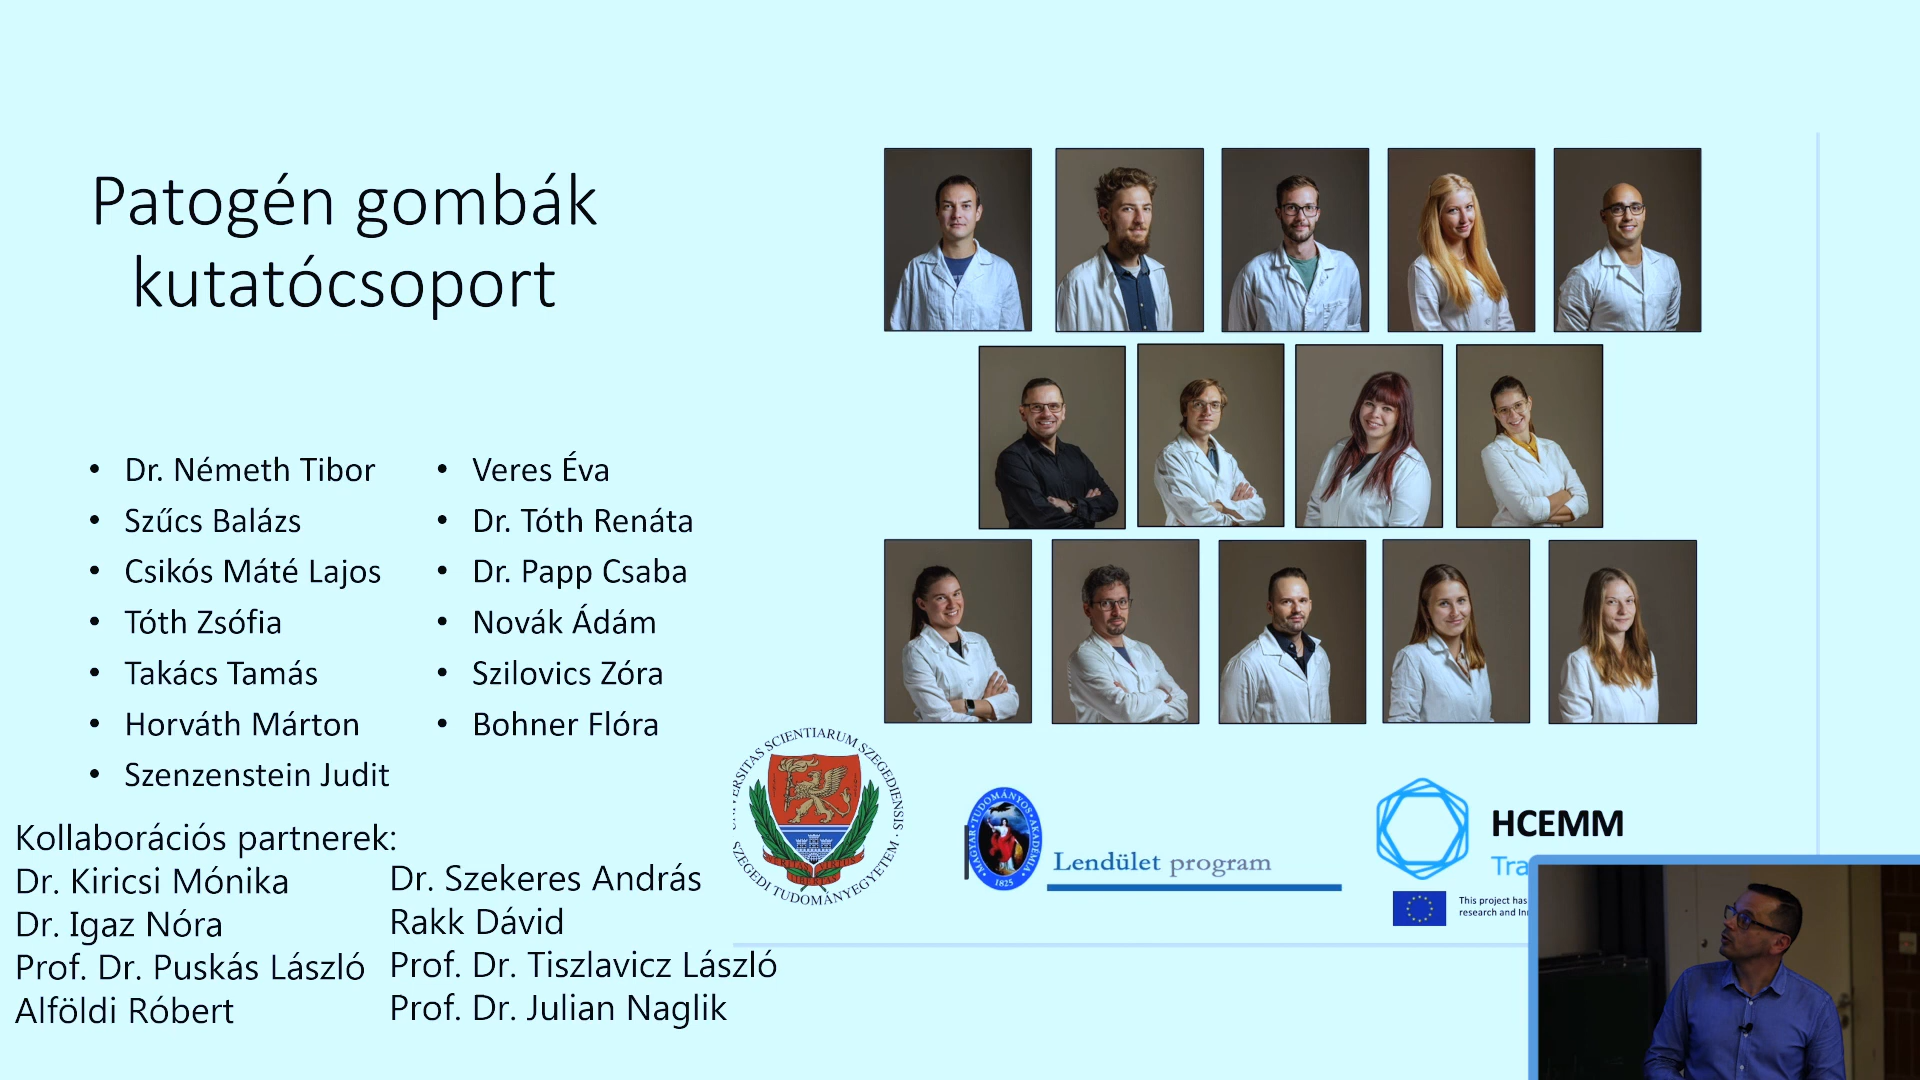 Patogén gombák
kutatócsoport
• Dr. Németh Tibor
• Szűcs Balázs
• Csikós Máté Lajos
• Tóth Zsófia
• Takács Tamás
• Horváth Márton
• Szenzenstein Judit
• Veres Éva
• Dr. Tóth Renáta
• Dr. Papp Csaba
• Novák Ádám
• Szilovics Zóra
• Bohner Flóra
Kollaborációs partnerek:
Dr. Kiricsi Mónika
Dr. Igaz Nóra
Prof. Dr. Puskás László
Alföldi Róbert
Dr. Szekeres András
Rakk Dávid
Prof. Dr. Tiszlavicz László
Prof. Dr. Julian Naglik
SCIENTIARUM SZEGEDIENSIS
SZEGEDI TUDOMÁNYEGYETEM
MAGYAR TUDOMÁNYOS AKADÉMIA
1825
Lendület program
HCEMM
This project has
research and